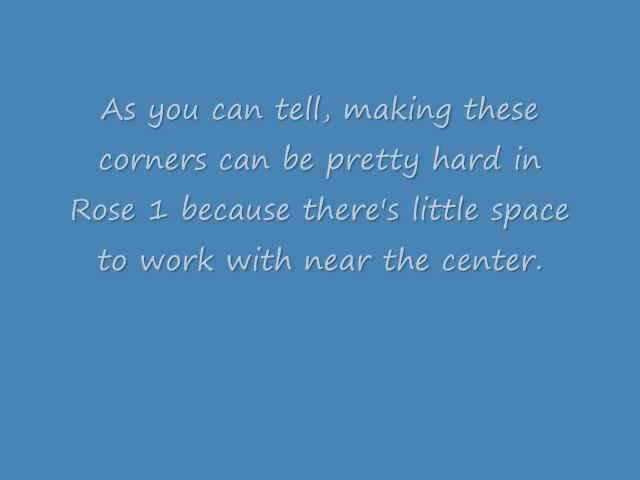 As you can tell, making these
corners can be pretty hard in
Rose 1 because there's little space
to work with near the center.